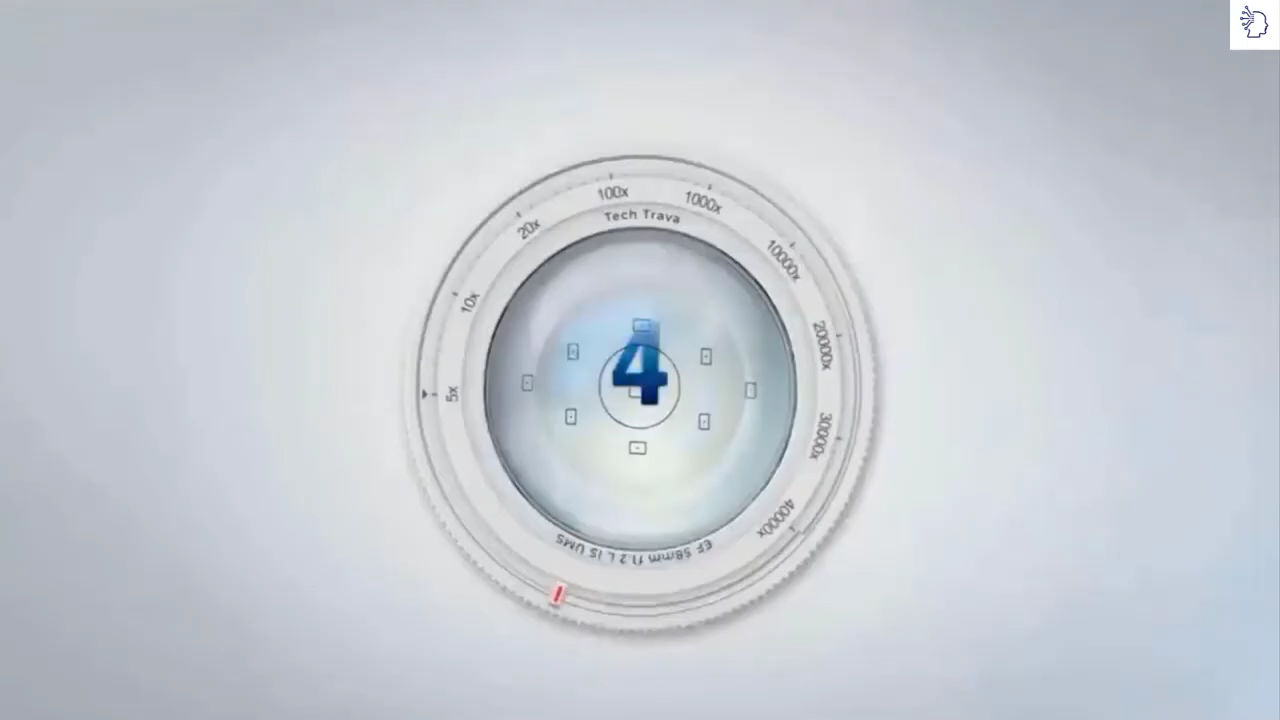 5x
10x
20x
100x
1000x
10000x
20000x
30000x
40000x
Tech Trava
4
EF 58mm f1.2 L IS UMS